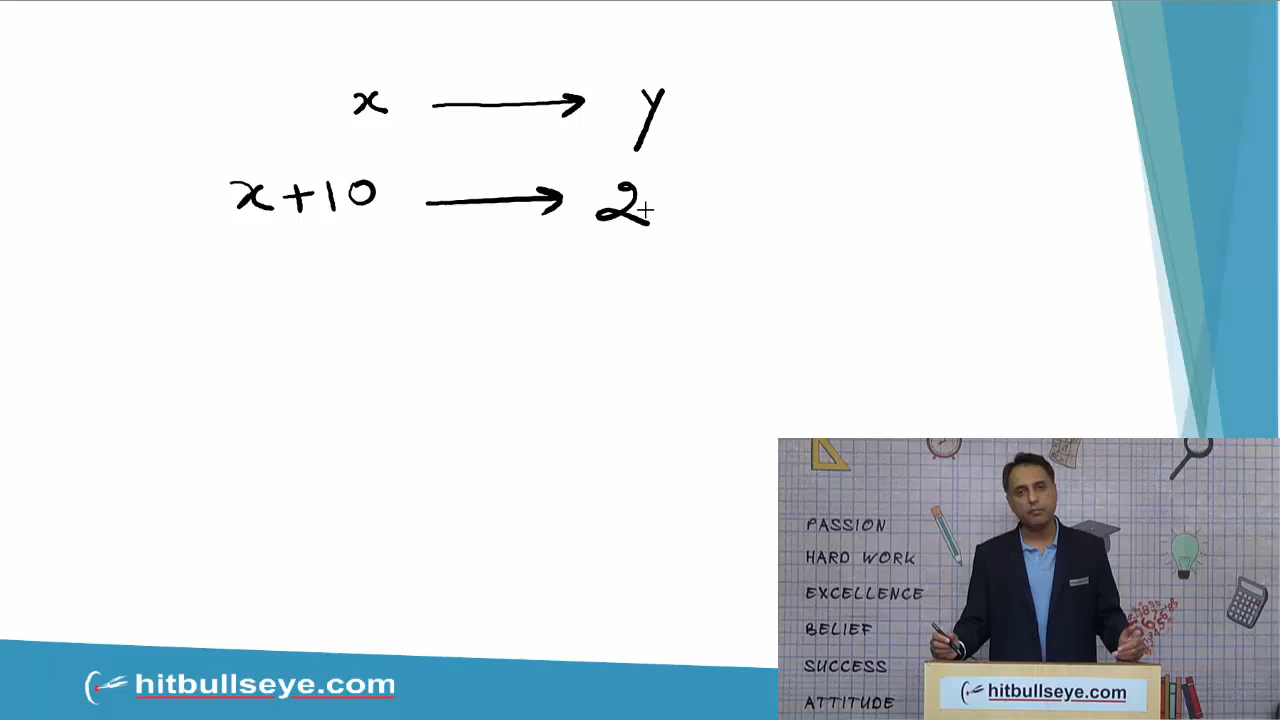 x → y
x+10 → 2
PASSION
HARD WORK
EXCELLENCE
BELIEF
SUCCESS
ATTITUDE
hitbullseye.com
hitbullseye.com